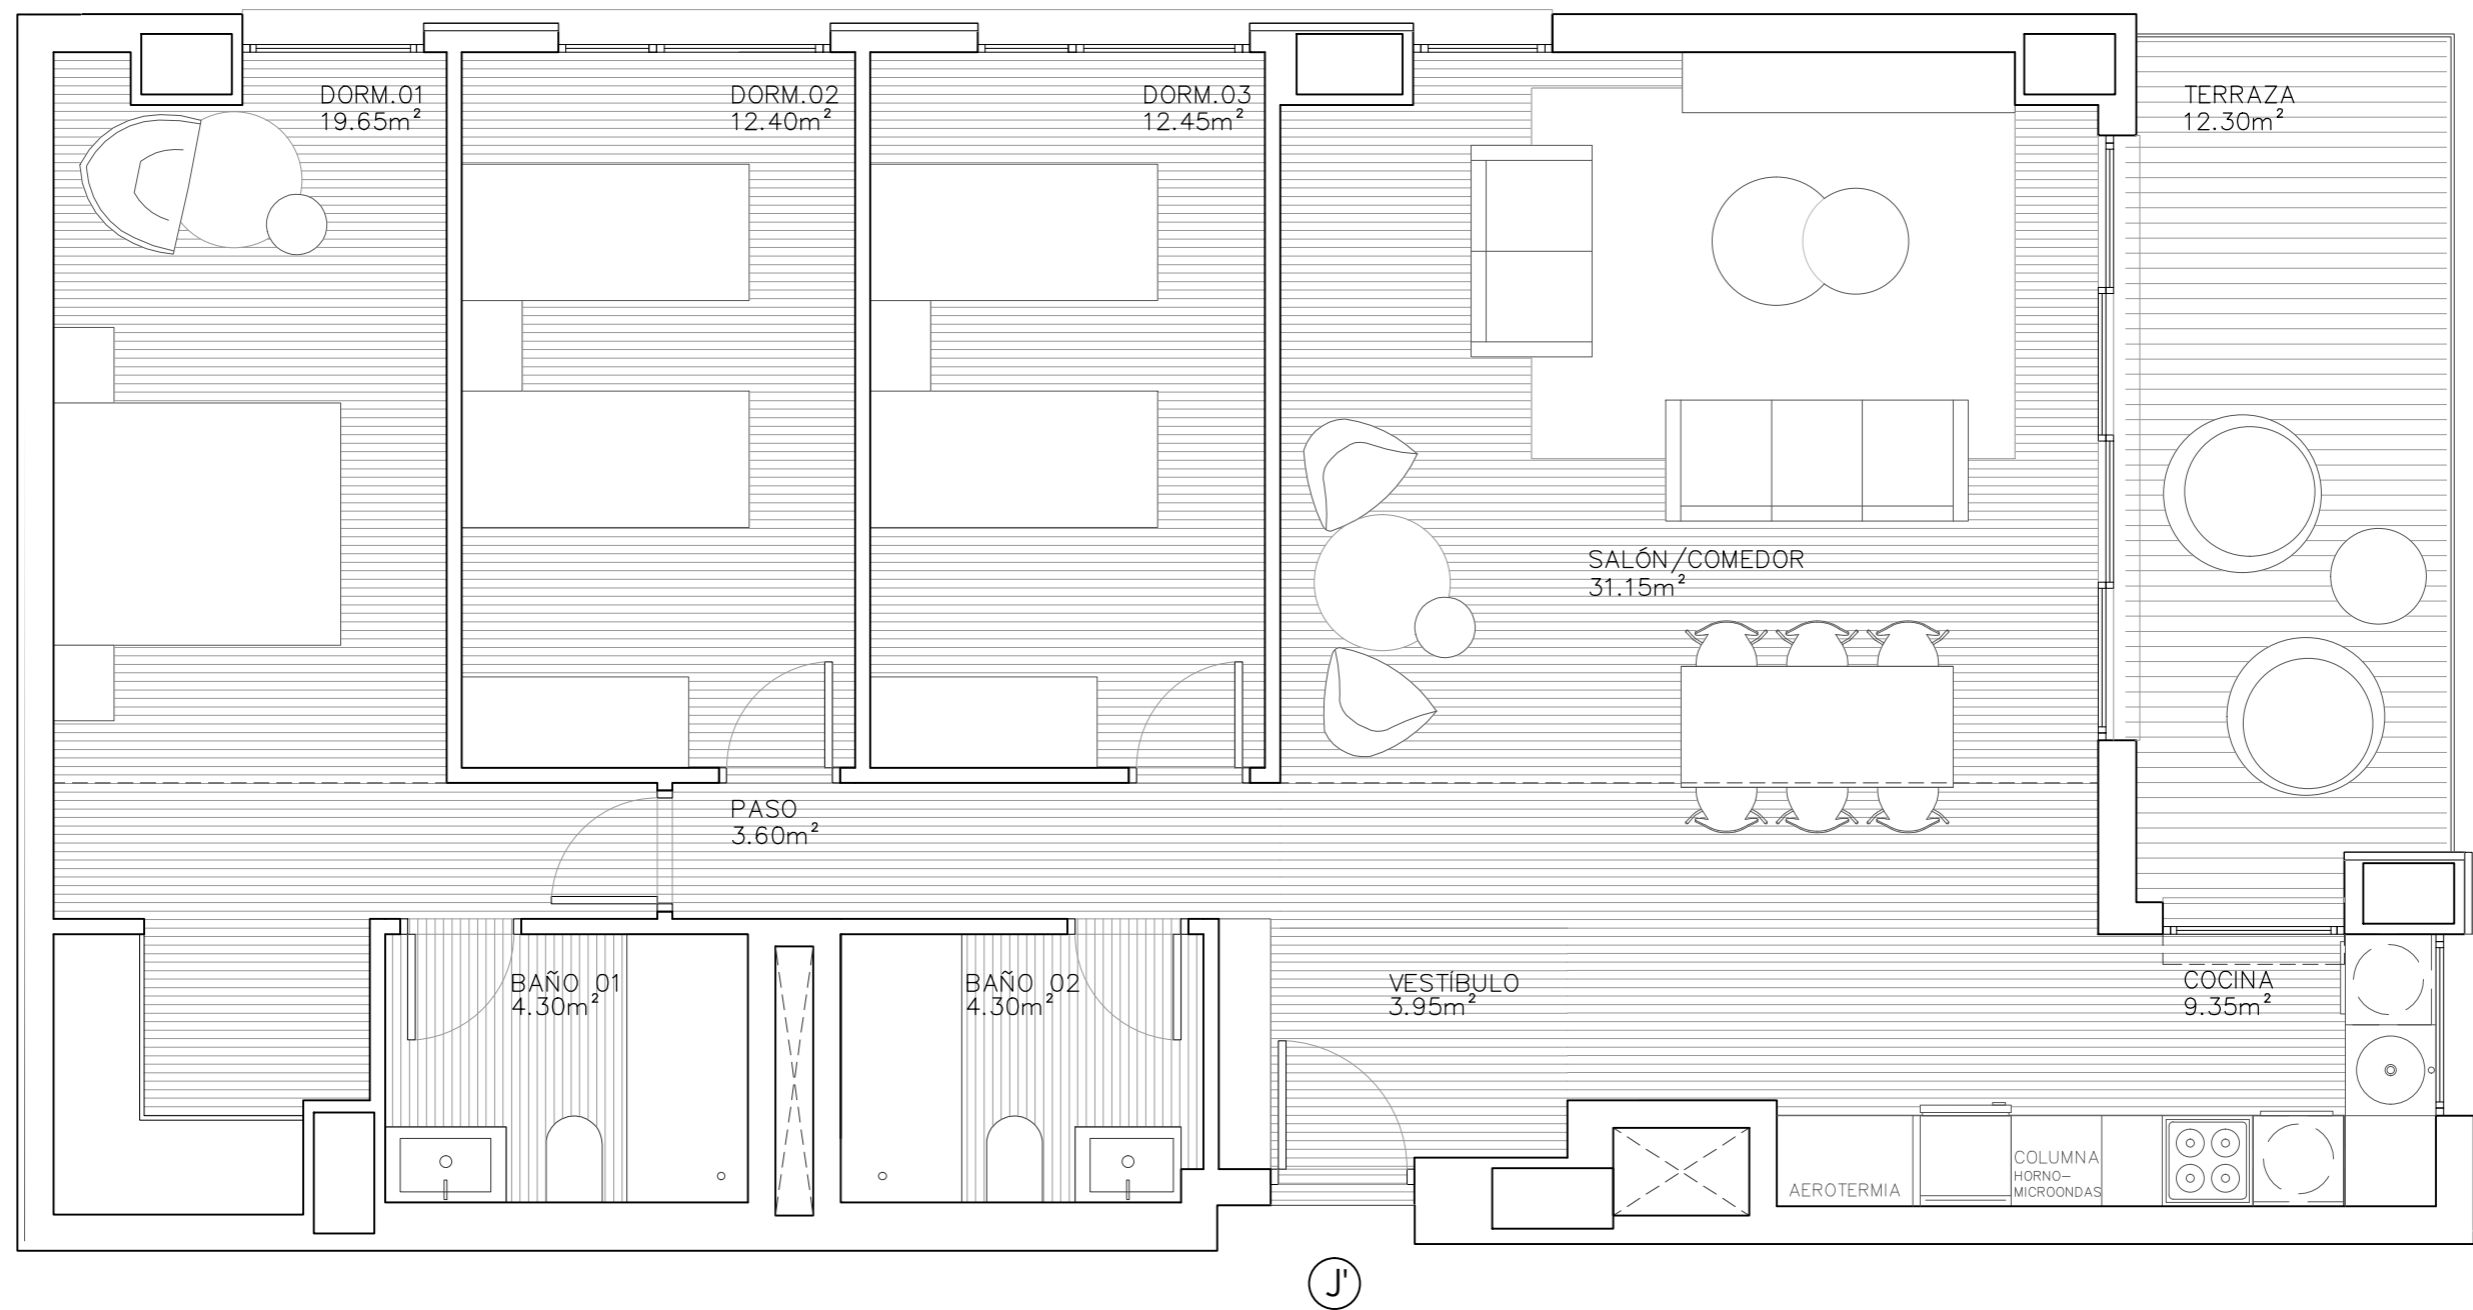 DORM.01
19.65m²
DORM.02
12.40m²
DORM.03
12.45m²
TERRAZA
12.30m²
SALÓN/COMEDOR
31.15m²
PASO
3.60m²
BAÑO 01
4.30m²
BAÑO 02
4.30m²
VESTÍBULO
3.95m²
COCINA
9.35m²
AEROTERMIA
COLUMNA
HORNO-
MICROONDAS
J'